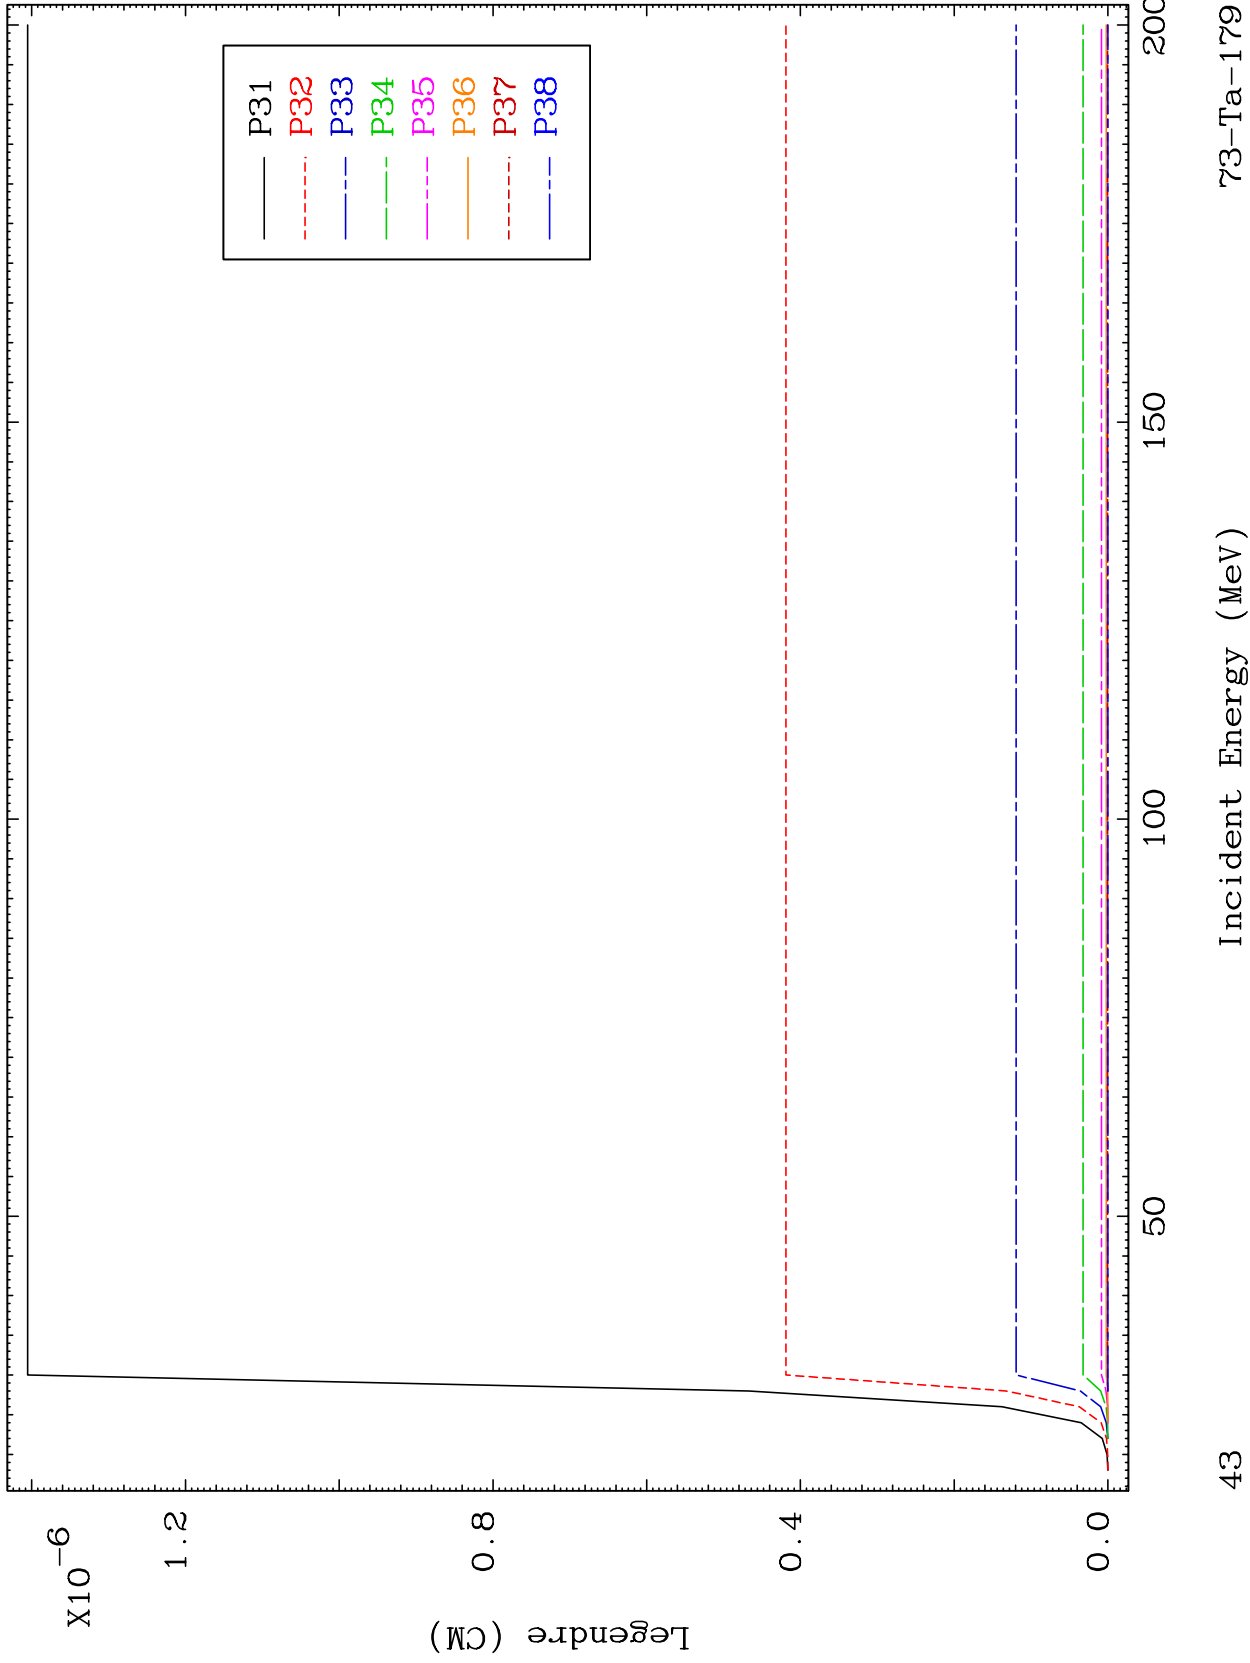 X10-6
1.2
0.8
0.4
0.0
Legendre (CM)
P31
P32
P33
P34
P35
P36
P37
P38
50
100
150
200
Incident Energy (MeV)
43
73-Ta-179